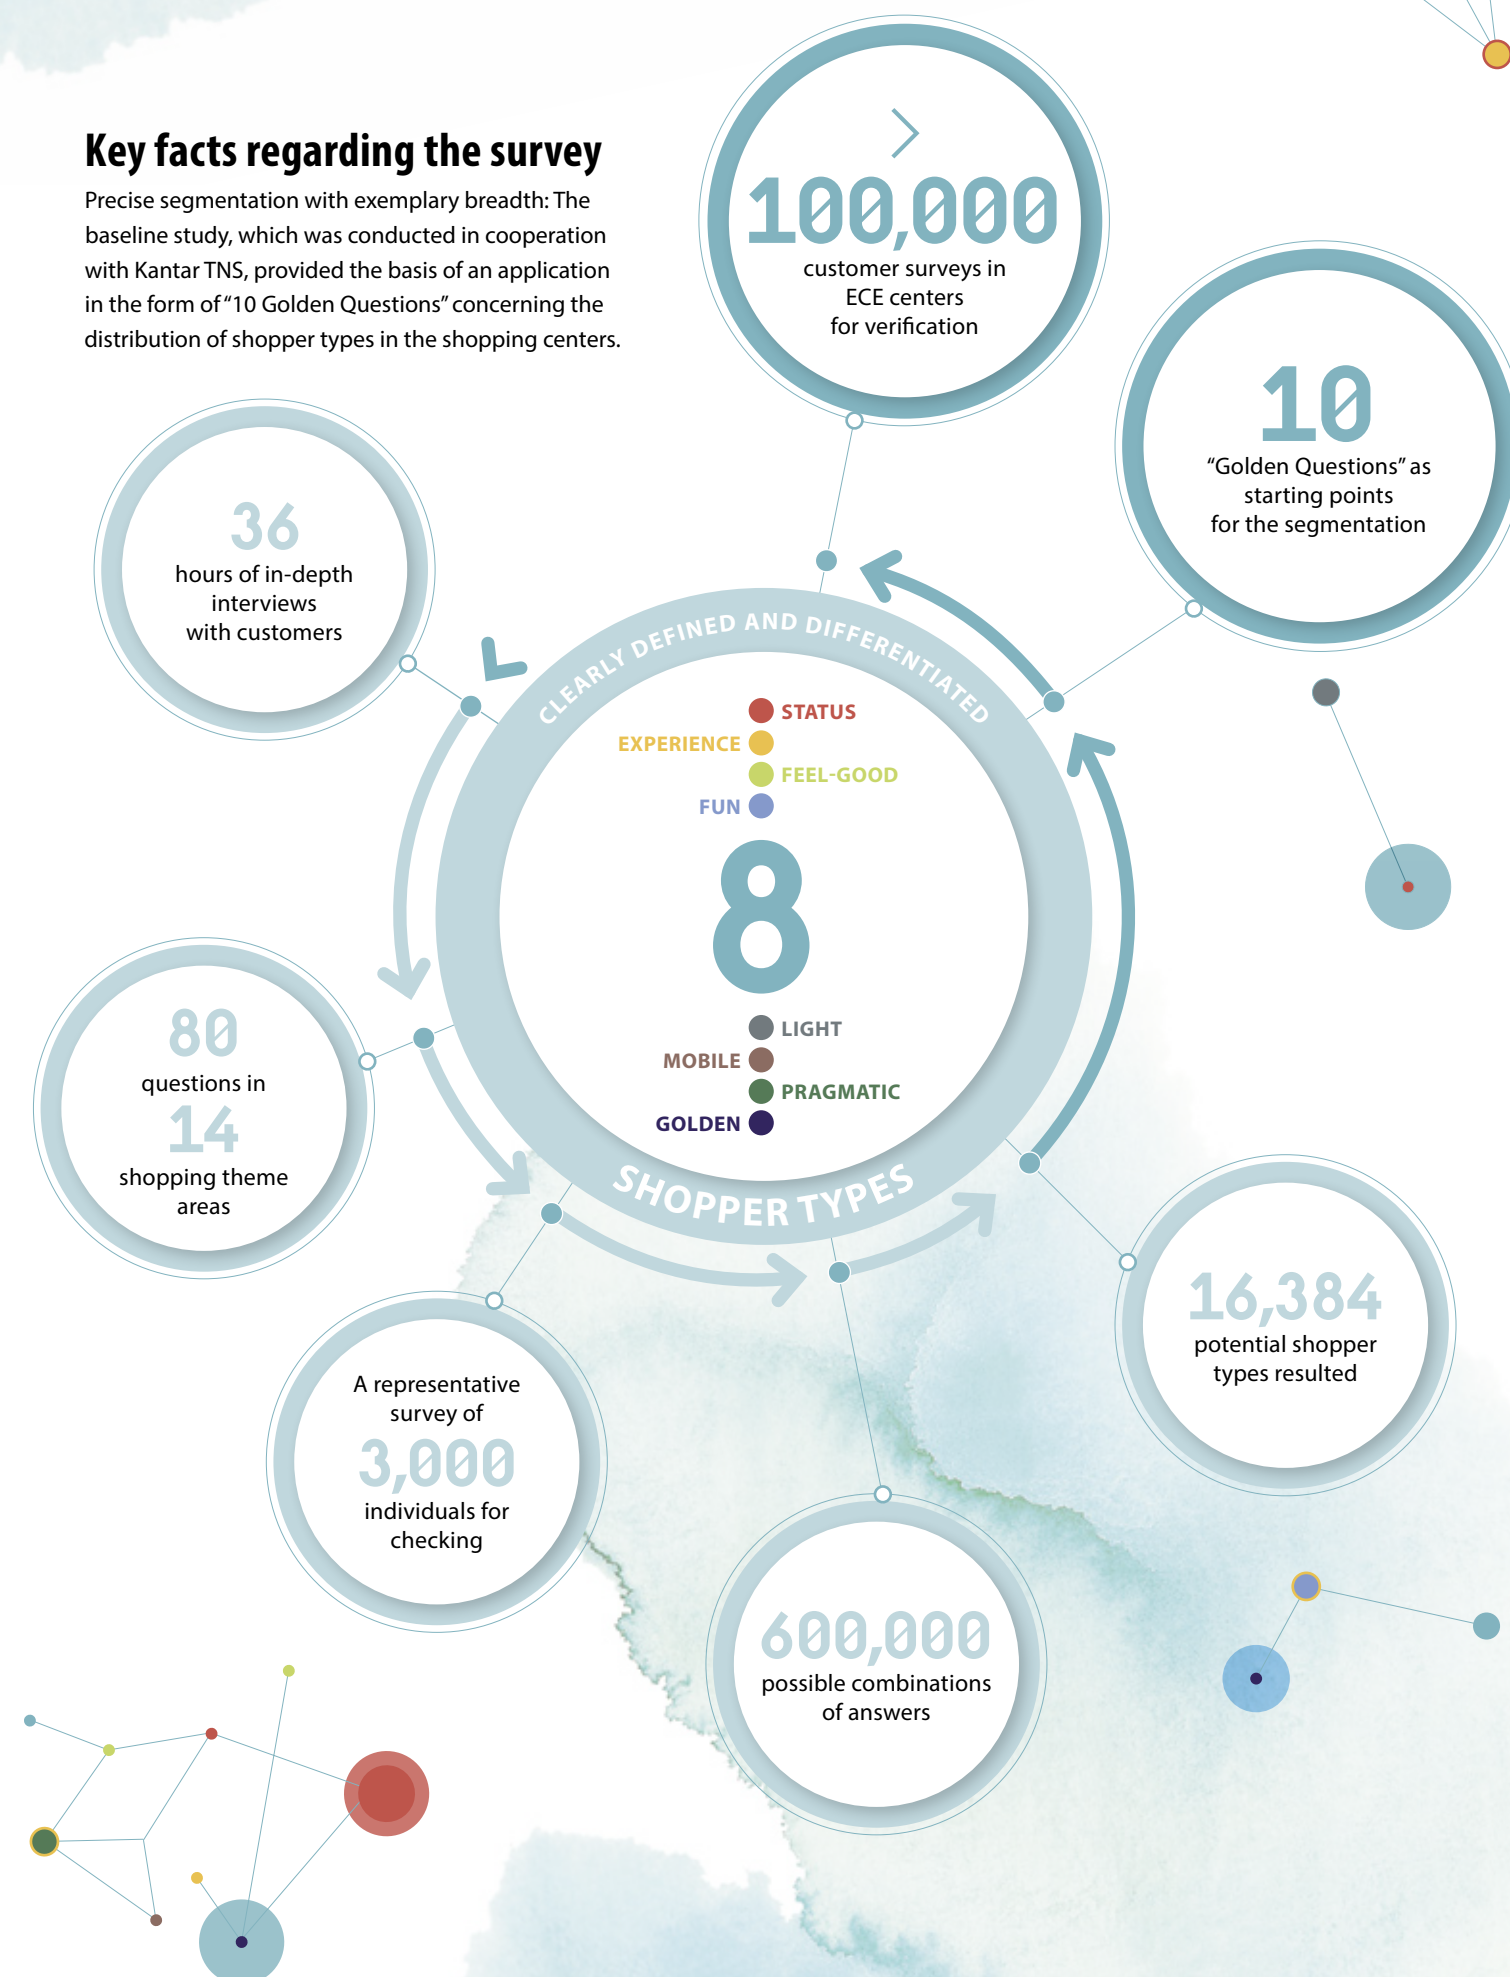 Key facts regarding the survey
Precise segmentation with exemplary breadth: The
baseline study, which was conducted in cooperation
with Kantar TNS, provided the basis of an application
in the form of “10 Golden Questions” concerning the
distribution of shopper types in the shopping centers.
>
100,000
customer surveys in
ECE centers
for verification
10
“Golden Questions” as
starting points
for the segmentation
36
hours of in-depth
interviews
with customers
CLEARLY DEFINED AND DIFFERENTIATED
STATUS
EXPERIENCE
FEEL-GOOD
FUN
8
LIGHT
MOBILE
PRAGMATIC
GOLDEN
SHOPPER TYPES
80
questions in
14
shopping theme
areas
16,384
potential shopper
types resulted
A representative
survey of
3,000
individuals for
checking
600,000
possible combinations
of answers